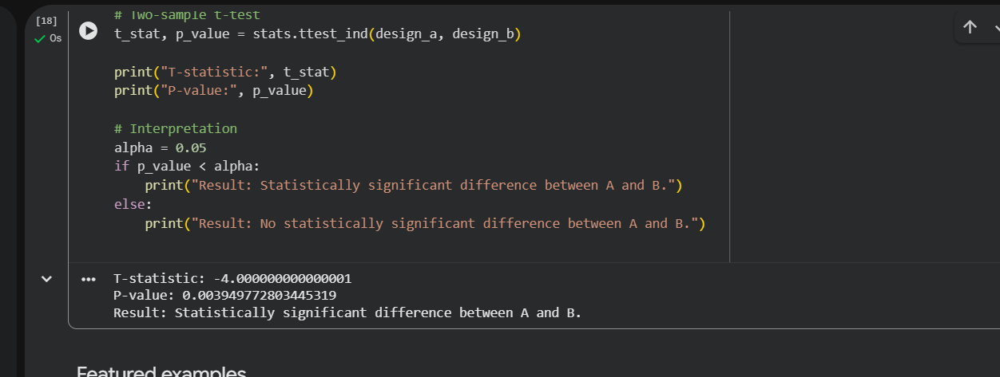 [18]
0s
# Two-sample t-test
t_stat, p_value = stats.ttest_ind(design_a, design_b)
print("T-statistic:", t_stat)
print("P-value:", p_value)
# Interpretation
alpha = 0.05
if p_value < alpha:
    print("Result: Statistically significant difference between A and B.")
else:
    print("Result: No statistically significant difference between A and B.")
T-statistic: -4.000000000000001
P-value: 0.003949772803445319
Result: Statistically significant difference between A and B.
Featured examples